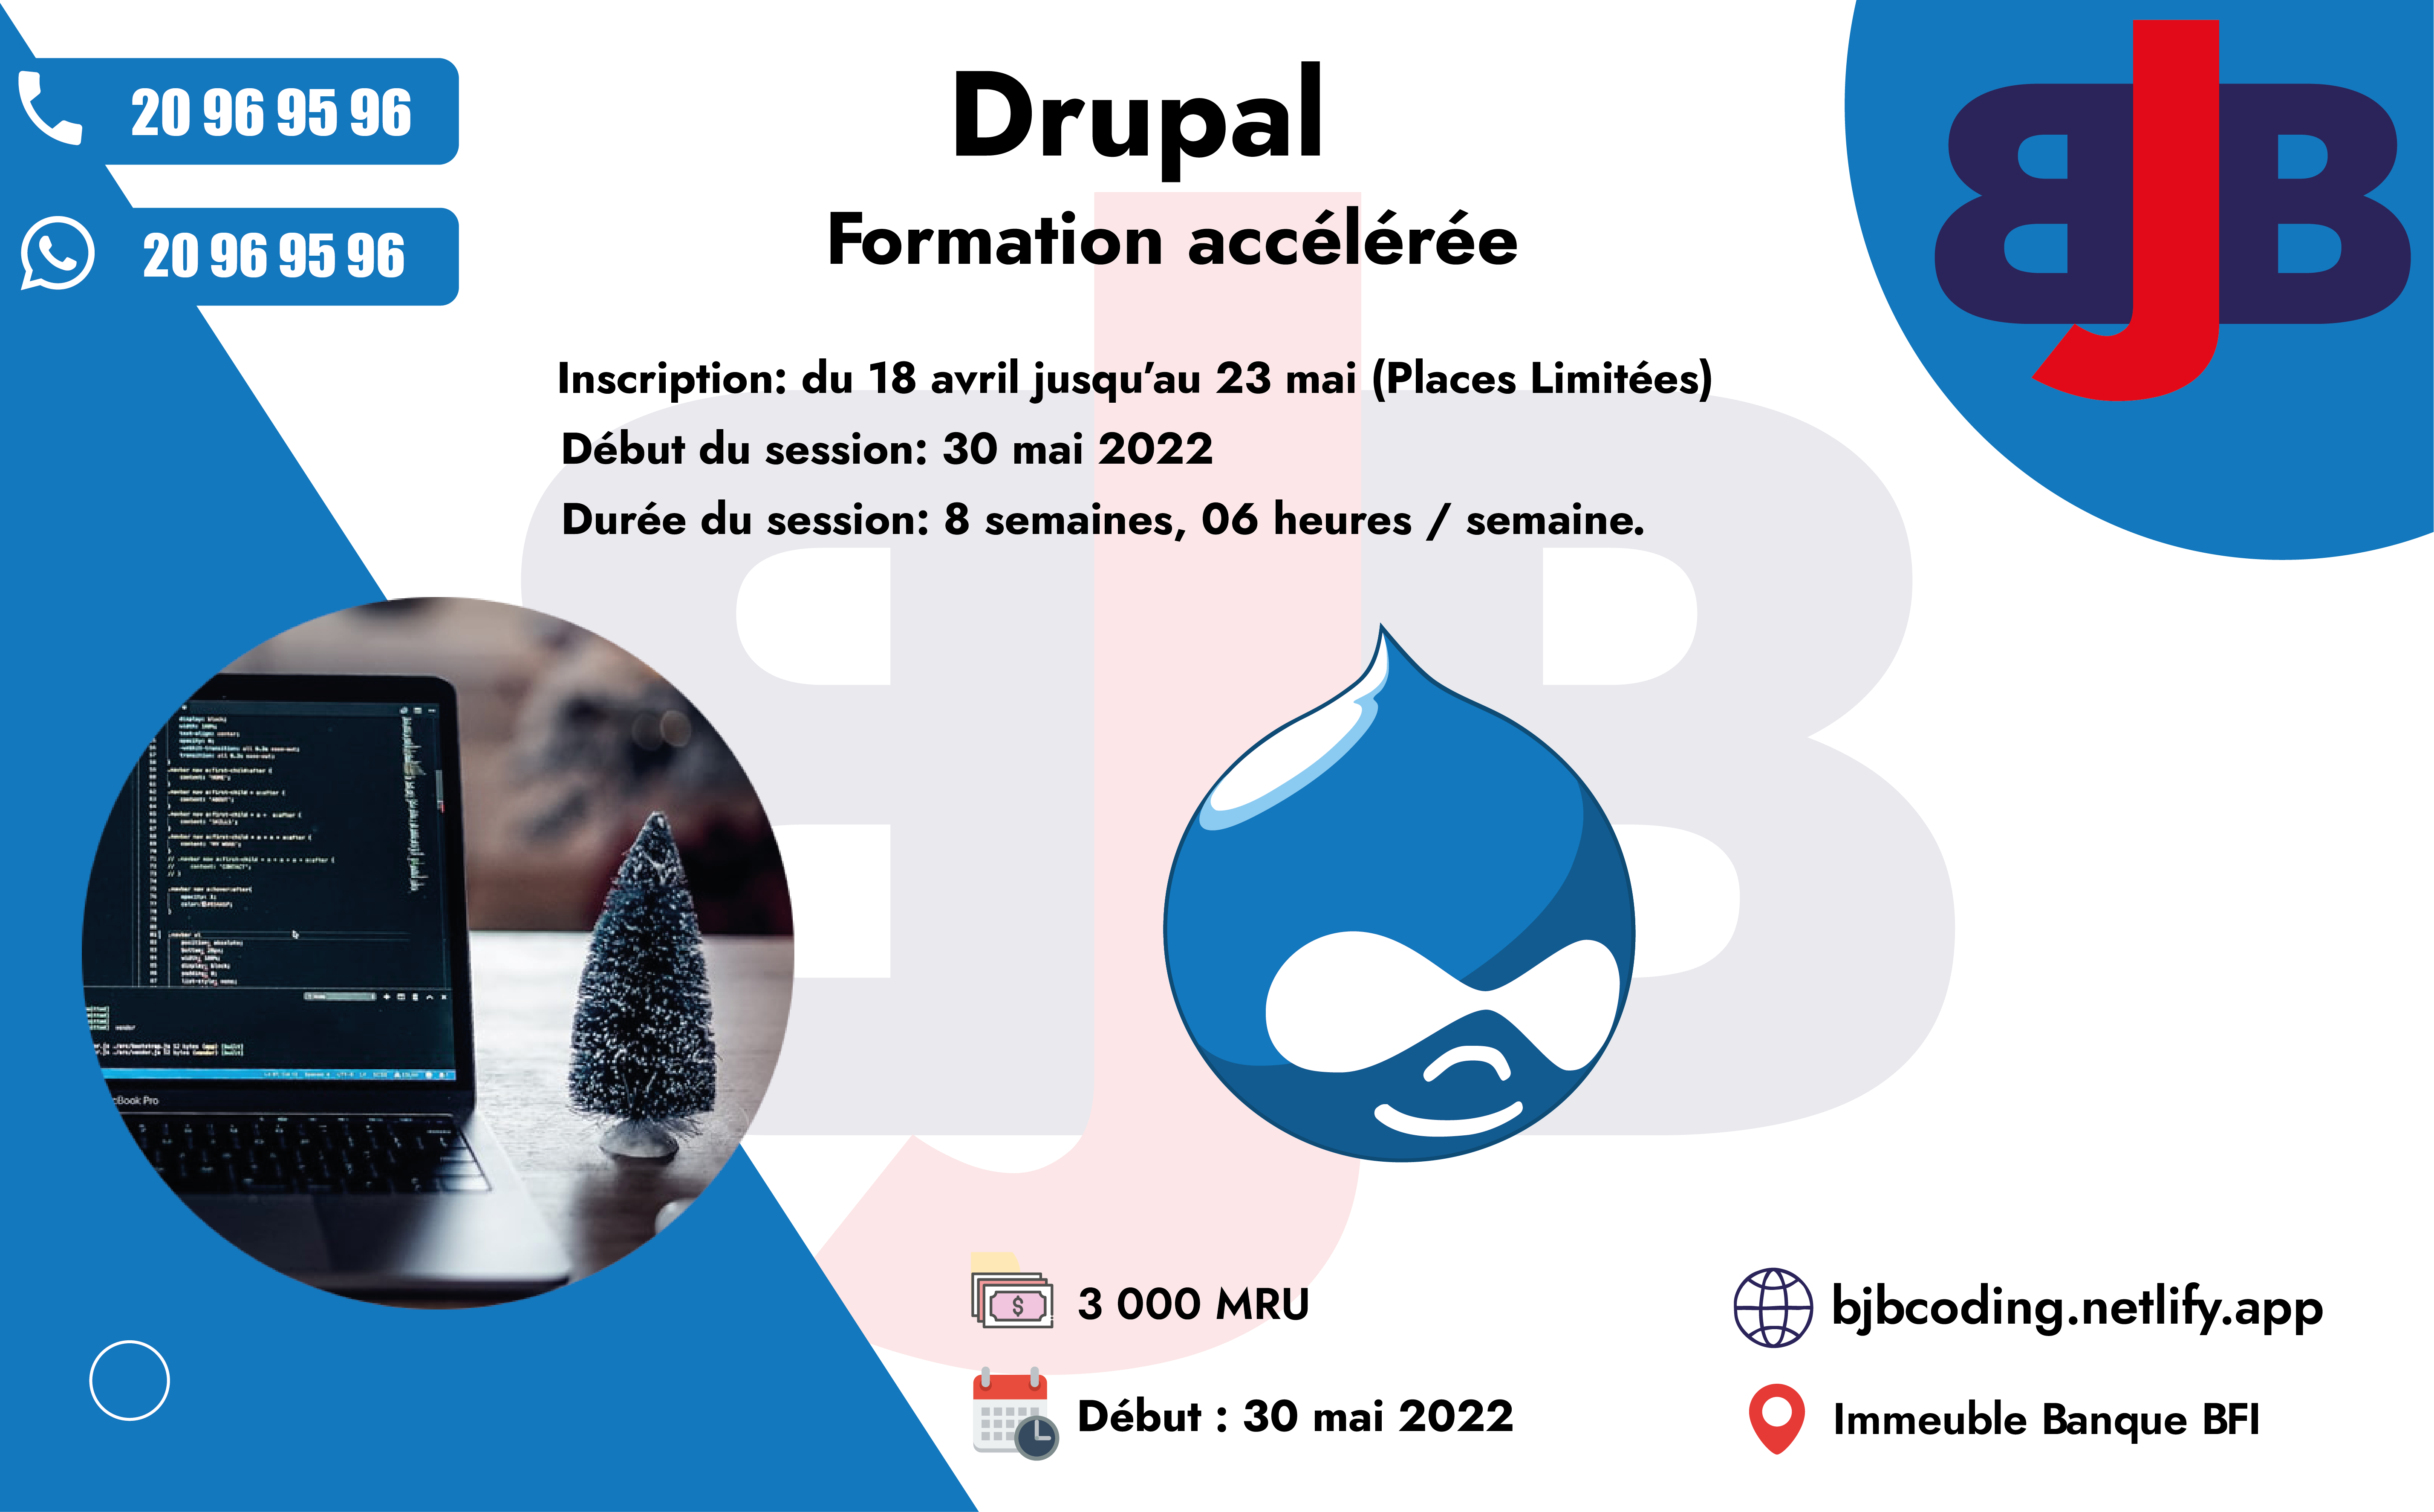 20 96 95 96
20 96 95 96
Drupal
Formation accélérée
BJB
Inscription: du 18 avril jusqu’au 23 mai (Places Limitées)
Début du session: 30 mai 2022
Durée du session: 8 semaines, 06 heures / semaine.
cBook Pro
3 000 MRU
Début : 30 mai 2022
bjbcoding.netlify.app
Immeuble Banque BFI